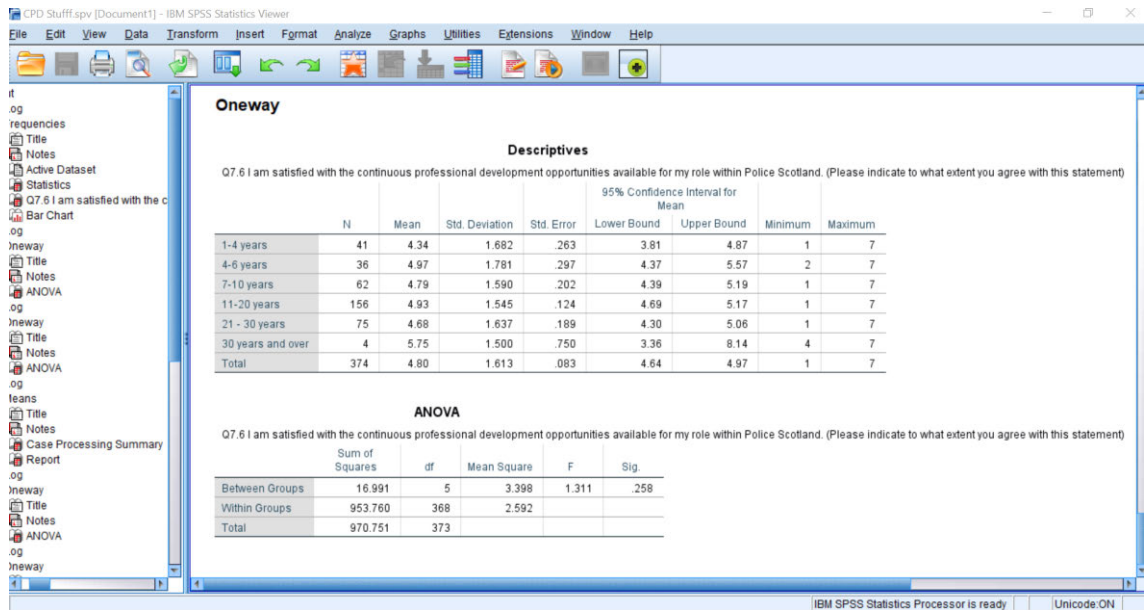 CPD Stufff.spv [Document1] - IBM SPSS Statistics Viewer
File Edit View Data Transform Insert Format Analyze Graphs Utilities Extensions Window Help
og
requencies
Title
Notes
Active Dataset
Statistics
Q7.6 I am satisfied with the c
Bar Chart
.og
Oneway
Title
Notes
ANOVA
.og
Oneway
Title
Notes
ANOVA
.og
leans
Title
Notes
Case Processing Summary
Report
.og
Oneway
Title
Notes
ANOVA
.og
Oneway
Oneway
Descriptives
Q7.6 I am satisfied with the continuous professional development opportunities available for my role within Police Scotland. (Please indicate to what extent you agree with this statement)
95% Confidence Interval for
Mean
N Mean Std. Deviation Std. Error Lower Bound Upper Bound Minimum Maximum
1-4 years 41 4.34 1.682 .263 3.81 4.87 1 7
4-6 years 36 4.97 1.781 .297 4.37 5.57 2 7
7-10 years 62 4.79 1.590 .202 4.39 5.19 1 7
11-20 years 156 4.93 1.545 .124 4.69 5.17 1 7
21 - 30 years 75 4.68 1.637 .189 4.30 5.06 1 7
30 years and over 4 5.75 1.500 .750 3.36 8.14 4 7
Total 374 4.80 1.613 .083 4.64 4.97 1 7
ANOVA
Q7.6 I am satisfied with the continuous professional development opportunities available for my role within Police Scotland. (Please indicate to what extent you agree with this statement)
Sum of
Squares df Mean Square F Sig.
Between Groups 16.991 5 3.398 1.311 .258
Within Groups 953.760 368 2.592
Total 970.751 373
IBM SPSS Statistics Processor is ready Unicode:ON